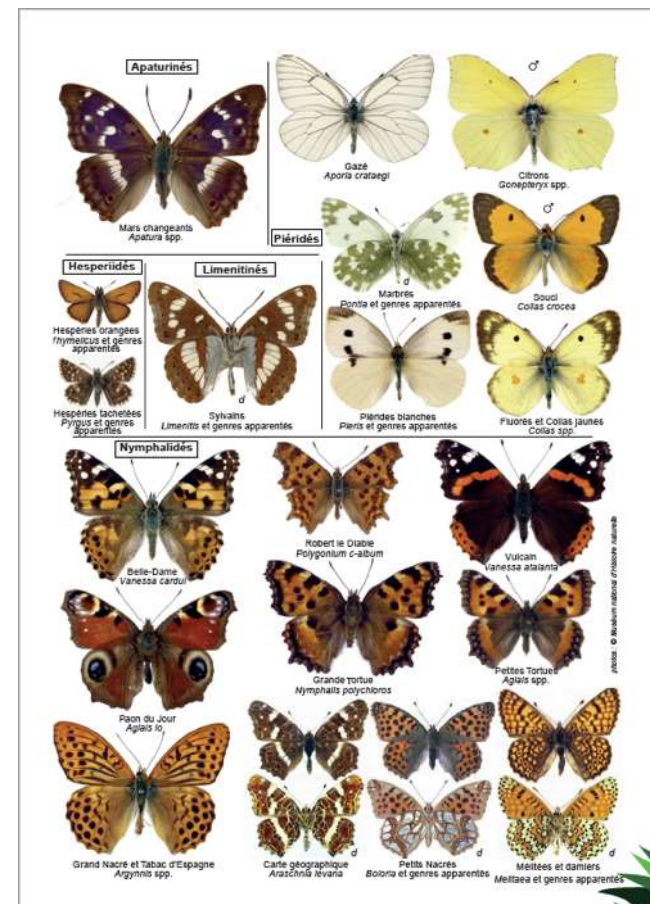 Apaturinés
Mars changeants
Apatura spp.
♂
Gazé
Aporia crataegi
Citrons
Gonepteryx spp.
Piéridés
♂
d
Marbrés
Pontia et genres apparentés
Souci
Colias crocea
Hesperiidés
Hespéries orangées
Thymelicus et genres
apparentés
Hespéries tachetées
Pyrgus et genres
apparentés
Limenitinés
d
Sylvains
Limenitis et genres apparentés
Piérides blanches
Pieris et genres apparentés
Fluorés et Colias jaunes
Colias spp.
Nymphalidés
Belle-Dame
Vanessa cardui
Robert le Diable
Polygonium c-album
Vulcain
Vanessa atalanta
Paon du Jour
Aglais io
Grande Tortue
Nymphalis polychloros
Petites Tortues
Aglais spp.
photos : © Muséum national d'Histoire naturelle
Grand Nacré et Tabac d'Espagne
Argynnis spp.
d
Carte géographique
Araschnia levana
d
Petits Nacrés
Boloria et genres apparentés
d
Mélitées et damiers
Melitaea et genres apparentés